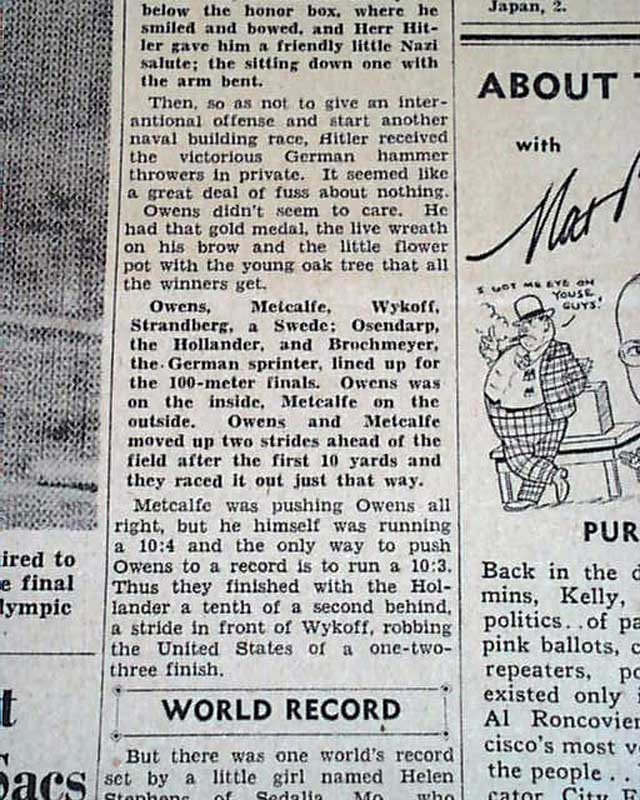 below the honor box, where he
smiled and bowed, and Herr Hit-
ler gave him a friendly little Nazi
salute; the sitting down one with
the arm bent.
Then, so as not to give an inter-
antional offense and start another
naval building race, Hitler received
the victorious German hammer
throwers in private. It seemed like
a great deal of fuss about nothing.
Owens didn't seem to care. He
had that gold medal, the live wreath
on his brow and the little flower
pot with the young oak tree that all
the winners get.
Owens, Metcalfe, Wykoff,
Strandberg, a Swede; Osendarp,
the Hollander, and Brochmeyer,
the German sprinter, lined up for
the 100-meter finals. Owens was
on the inside, Metcalfe on the
outside. Owens and Metcalfe
moved up two strides ahead of the
field after the first 10 yards and
they raced it out just that way.
Metcalfe was pushing Owens all
right, but he himself was running
a 10:4 and the only way to push
Owens to a record is to run a 10:3.
Thus they finished with the Hol-
lander a tenth of a second behind,
a stride in front of Wykoff, robbing
the United States of a one-two-
three finish.
WORLD RECORD
But there was one world's record
set by a little girl named Helen
Stephens of Sedalia, Mo., who
ired to
e final
lympic
t
acs
Japan, 2.
ABOUT
with
I GOT ME EYE ON
YOUSE
GUYS!
PUR
Back in the d
mins, Kelly,
politics..of pa
pink ballots, c
repeaters, po
existed only
Al Roncovier
cisco's most v
the people..
cator, City